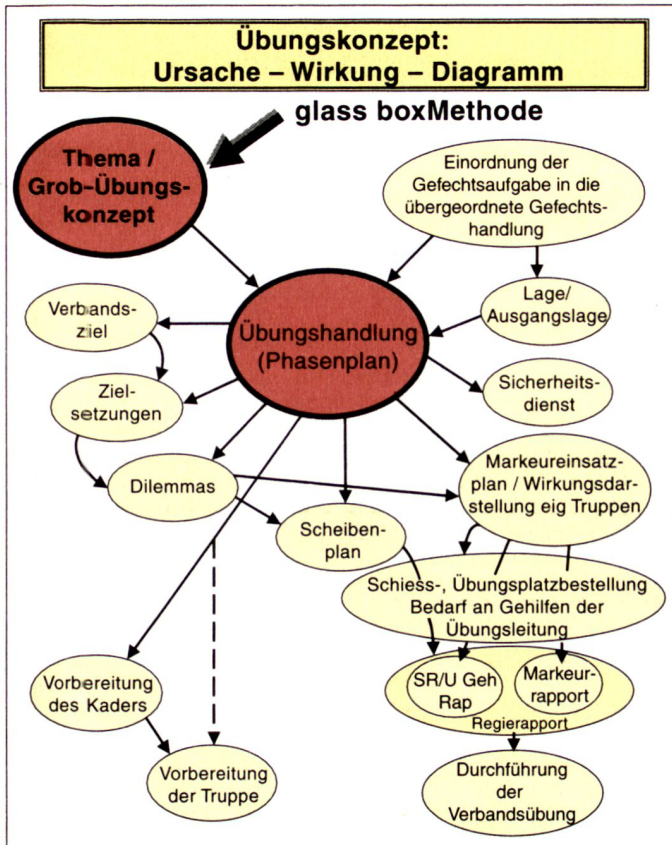 Übungskonzept:
Ursache – Wirkung – Diagramm
glass boxMethode
Thema /
Grob-Übungs-
konzept
Einordnung der
Gefechtsaufgabe in die
übergeordnete Gefechts-
handlung
Verbands-
ziel
Übungshandlung
(Phasenplan)
Lage/
Ausgangslage
Ziel-
setzungen
Sicherheits-
dienst
Dilemmas
Markeureinsatz-
plan / Wirkungsdar-
stellung eig Truppen
Scheiben-
plan
Schiess-, Übungsplatzbestellung
Bedarf an Gehilfen der
Übungsleitung
Vorbereitung
des Kaders
SR/U Geh
Rap
Markeur-
rapport
Regierapport
Vorbereitung
der Truppe
Durchführung
der
Verbandsübung